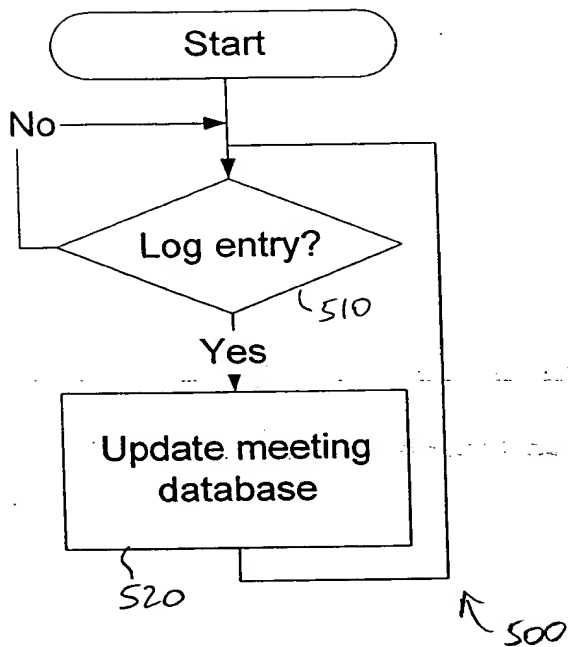 Start
No
Log entry?
510
Yes
Update meeting
database
520
500